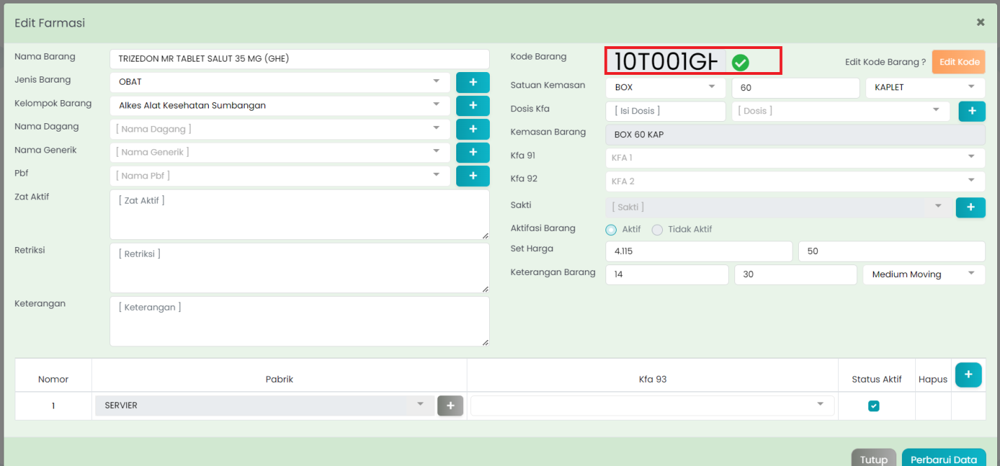 Edit Farmasi ×
Nama Barang TRIZEDON MR TABLET SALUT 35 MG (GHE)
Jenis Barang OBAT +
Kelompok Barang Alkes Alat Kesehatan Sumbangan +
Nama Dagang [ Nama Dagang ] +
Nama Generik [ Nama Generik ] +
Pbf [ Nama Pbf ] +
Zat Aktif [ Zat Aktif ]
Retriksi [ Retriksi ]
Keterangan [ Keterangan ]
Kode Barang 10T001GH Edit Kode Barang ? Edit Kode
Satuan Kemasan BOX 60 KAPLET
Dosis Kfa [ Isi Dosis ] [ Dosis ] +
Kemasan Barang BOX 60 KAP
Kfa 91 KFA 1
Kfa 92 KFA 2
Sakti [ Sakti ] +
Aktifasi Barang Aktif Tidak Aktif
Set Harga 4.115 50
Keterangan Barang 14 30 Medium Moving
Nomor Pabrik Kfa 93 Status Aktif Hapus +
1 SERVIER +
Tutup Perbarui Data